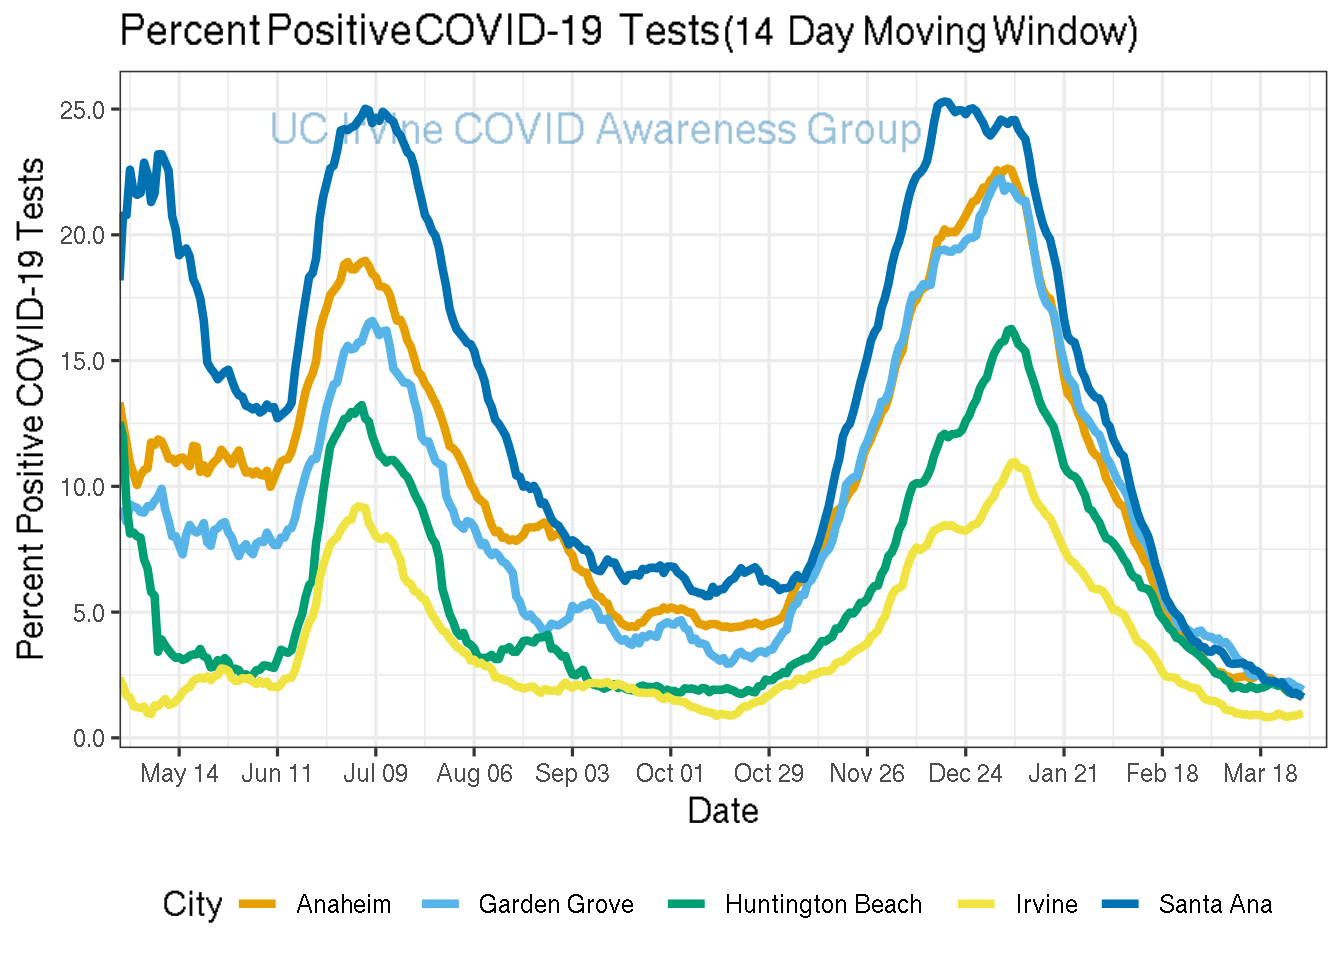 Percent Positive COVID-19 Tests(14 Day Moving Window)
UC Irvine COVID Awareness Group
Percent Positive COVID-19 Tests
25.0
20.0
15.0
10.0
5.0
0.0
May 14 Jun 11 Jul 09 Aug 06 Sep 03 Oct 01 Oct 29 Nov 26 Dec 24 Jan 21 Feb 18 Mar 18
Date
City Anaheim Garden Grove Huntington Beach Irvine Santa Ana